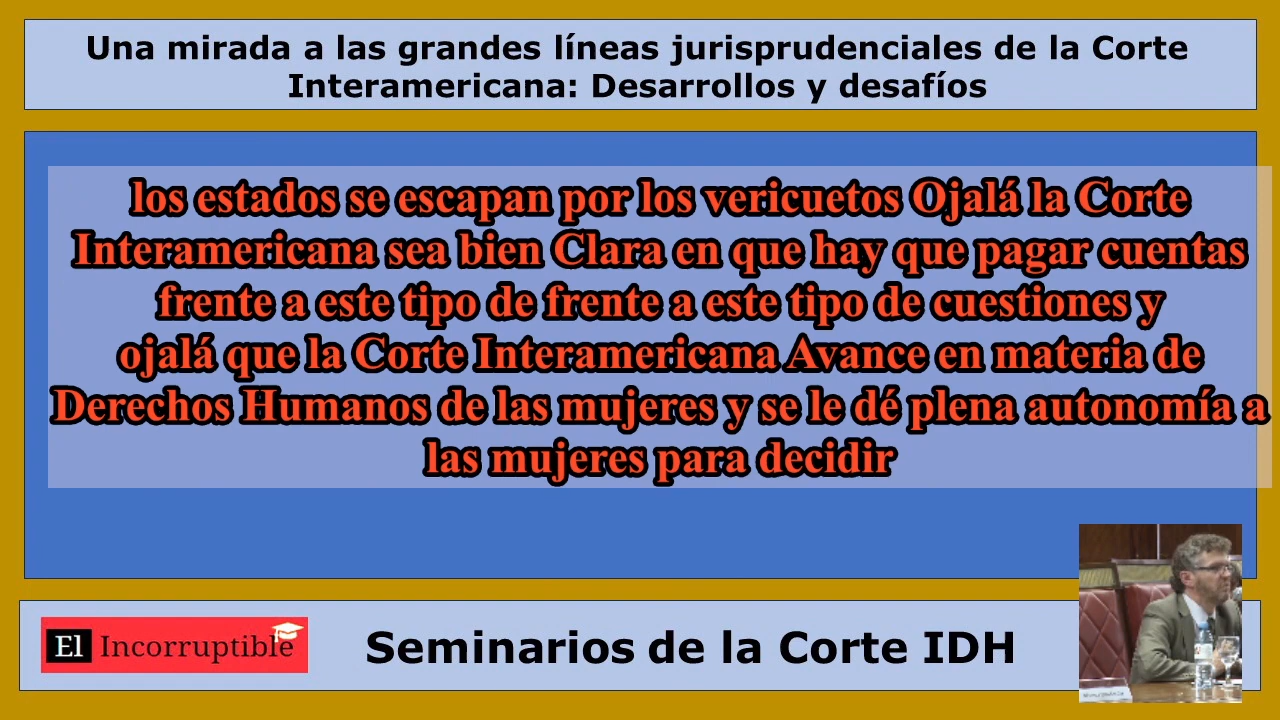 Una mirada a las grandes líneas jurisprudenciales de la Corte
Interamericana: Desarrollos y desafíos
los estados se escapan por los vericuetos Ojalá la Corte
Interamericana sea bien Clara en que hay que pagar cuentas
frente a este tipo de frente a este tipo de cuestiones y
ojalá que la Corte Interamericana Avance en materia de
Derechos Humanos de las mujeres y se le dé plena autonomía a
las mujeres para decidir
El Incorruptible
Seminarios de la Corte IDH